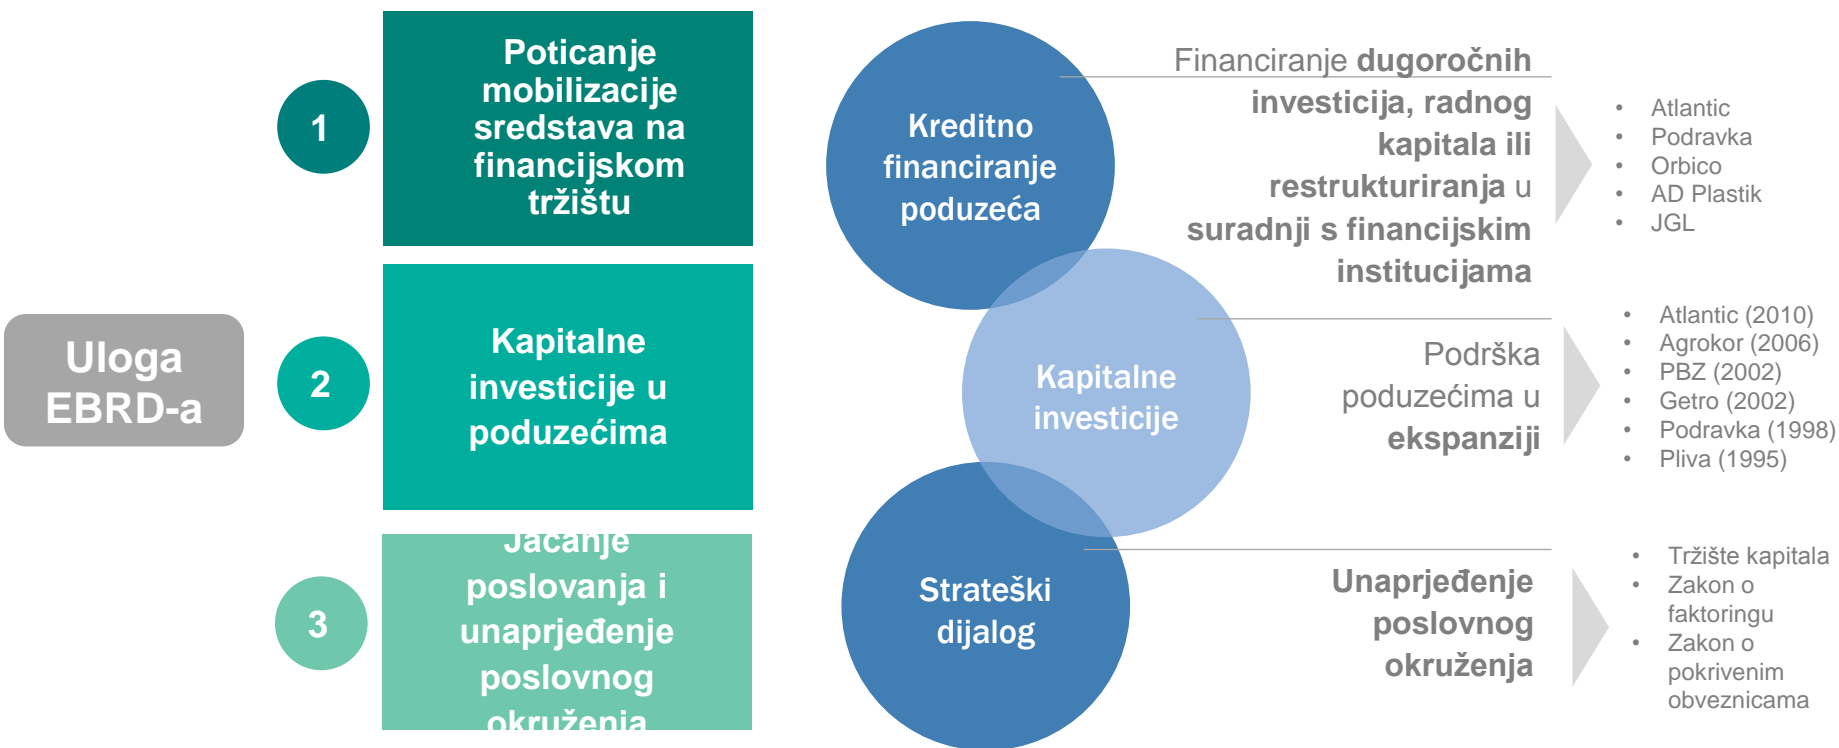 Uloga
EBRD-a
1
Poticanje
mobilizacije
sredstava na
financijskom
tržištu
2
Kapitalne
investicije u
poduzećima
3
Jačanje
poslovanja i
unaprjeđenje
poslovnog
okruženja
Kreditno
financiranje
poduzeća
Financiranje dugoročnih
investicija, radnog
kapitala ili
restrukturiranja u
suradnji s financijskim
institucijama
• Atlantic
• Podravka
• Orbico
• AD Plastik
• JGL
Kapitalne
investicije
Podrška
poduzećima u
ekspanziji
• Atlantic (2010)
• Agrokor (2006)
• PBZ (2002)
• Getro (2002)
• Podravka (1998)
• Pliva (1995)
Strateški
dijalog
Unaprjeđenje
poslovnog
okruženja
• Tržište kapitala
• Zakon o
faktoringu
• Zakon o
pokrivenim
obveznicama